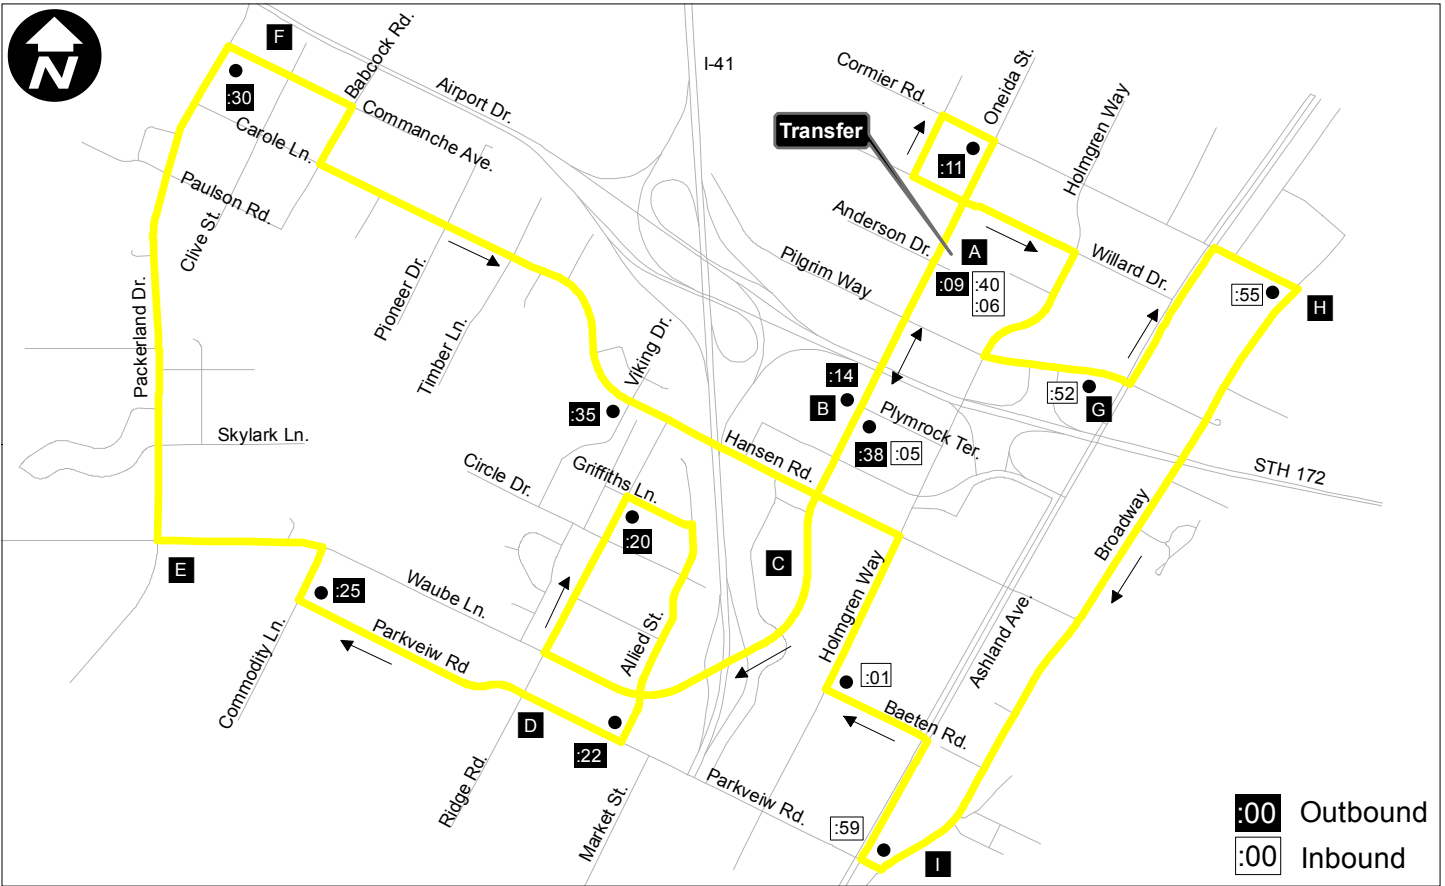 N
F
Babcock Rd.
I-41
Cormier Rd.
Oneida St.
:30
Airport Dr.
Holmgren Way
Commanche Ave.
Transfer
Carole Ln.
:11
Paulson Rd.
Clive St.
Anderson Dr.
A
Willard Dr.
Pilgrim Way
:09
:40
:06
:55
H
Packerland Dr.
Pioneer Dr.
Timber Ln.
Viking Dr.
:14
B
:52
G
:35
Plymrock Ter.
Skylark Ln.
Hansen Rd.
:38
:05
Circle Dr.
Griffiths Ln.
STH 172
Broadway
:20
E
C
:25
Waube Ln.
Holmgren Way
Ashland Ave.
Parkveiw Rd
Allied St.
Commodity Ln.
:01
D
Baeten Rd.
:22
Ridge Rd.
Market St.
Parkveiw Rd.
:59
I
:00 Outbound
:00 Inbound